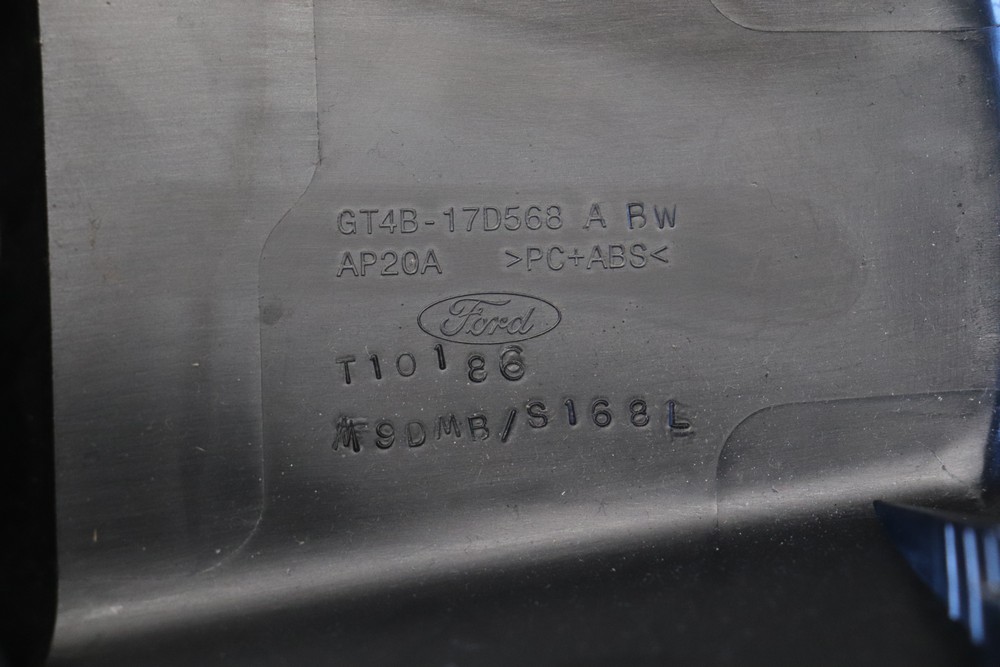 GT4B-17D568 A BW
AP20A >PC+ABS<
Ford
T10186
9DMB/S168L